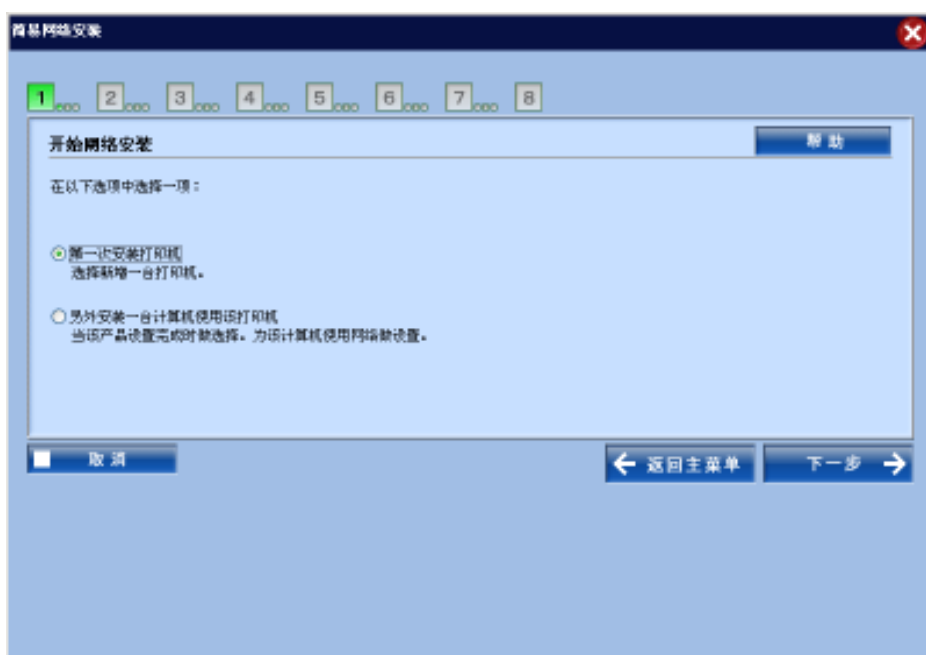 简易网络安装
1 2 3 4 5 6 7 8
开始网络安装
帮助
在以下选项中选择一项：
第一次安装打印机
选择新增一台打印机。
另外安装一台计算机使用该打印机
当该产品设置完成时做选择。为该计算机使用网络做设置。
取消
返回主菜单
下一步